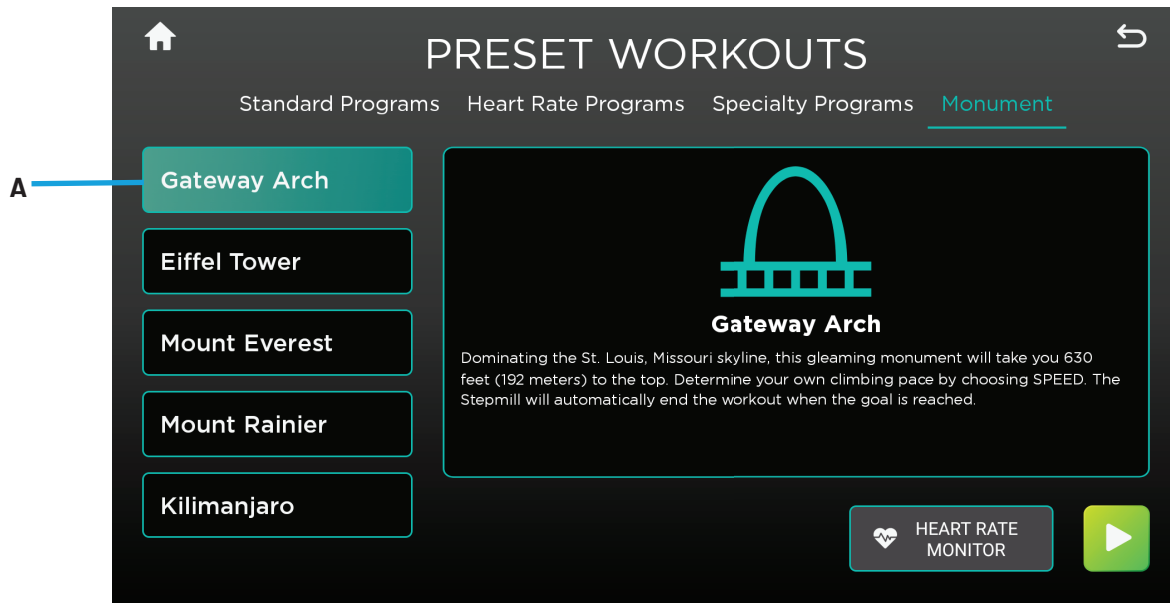 PRESET WORKOUTS
Standard Programs Heart Rate Programs Specialty Programs Monument
A
Gateway Arch
Eiffel Tower
Mount Everest
Mount Rainier
Kilimanjaro
Gateway Arch
Dominating the St. Louis, Missouri skyline, this gleaming monument will take you 630
feet (192 meters) to the top. Determine your own climbing pace by choosing SPEED. The
Stepmill will automatically end the workout when the goal is reached.
HEART RATE
MONITOR